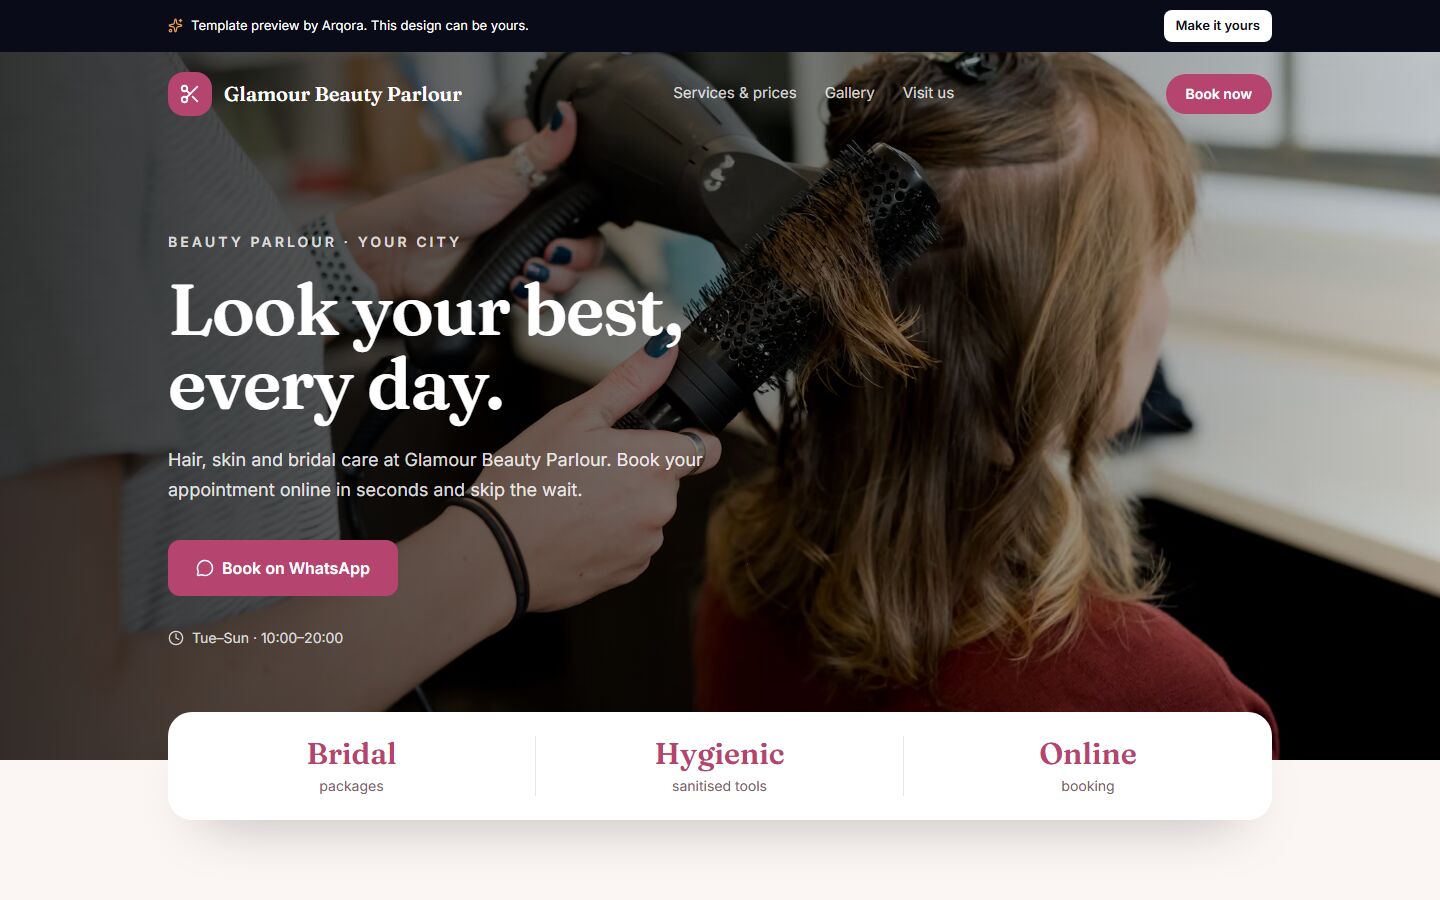 Template preview by Arqora. This design can be yours.
Make it yours
Glamour Beauty Parlour
Services & prices
Gallery
Visit us
Book now
BEAUTY PARLOUR · YOUR CITY
Look your best,
every day.
Hair, skin and bridal care at Glamour Beauty Parlour. Book your
appointment online in seconds and skip the wait.
Book on WhatsApp
Tue–Sun · 10:00–20:00
Bridal
packages
Hygienic
sanitised tools
Online
booking